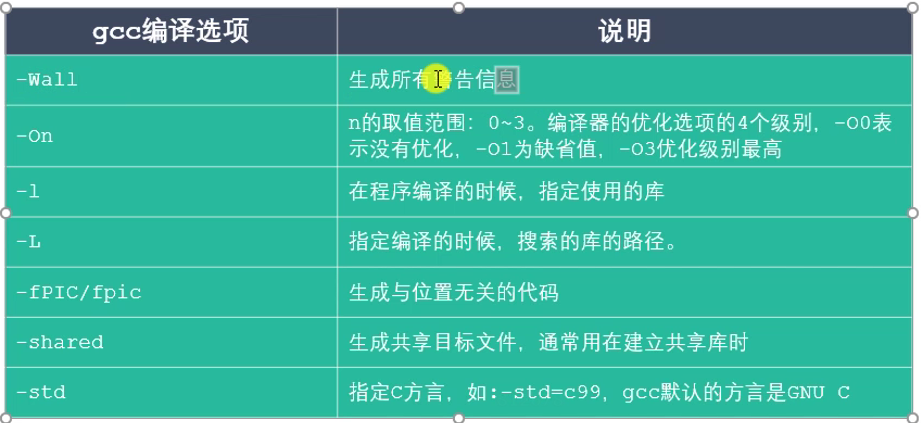 gcc编译选项 说明
-Wall 生成所有告信息
-On n的取值范围：0~3。编译器的优化选项的4个级别，-O0表
示没有优化，-O1为缺省值，-O3优化级别最高
-l 在程序编译的时候，指定使用的库
-L 指定编译的时候，搜索的库的路径。
-fPIC/fpic 生成与位置无关的代码
-shared 生成共享目标文件，通常用在建立共享库时
-std 指定C方言，如:-std=c99，gcc默认的方言是GNU C